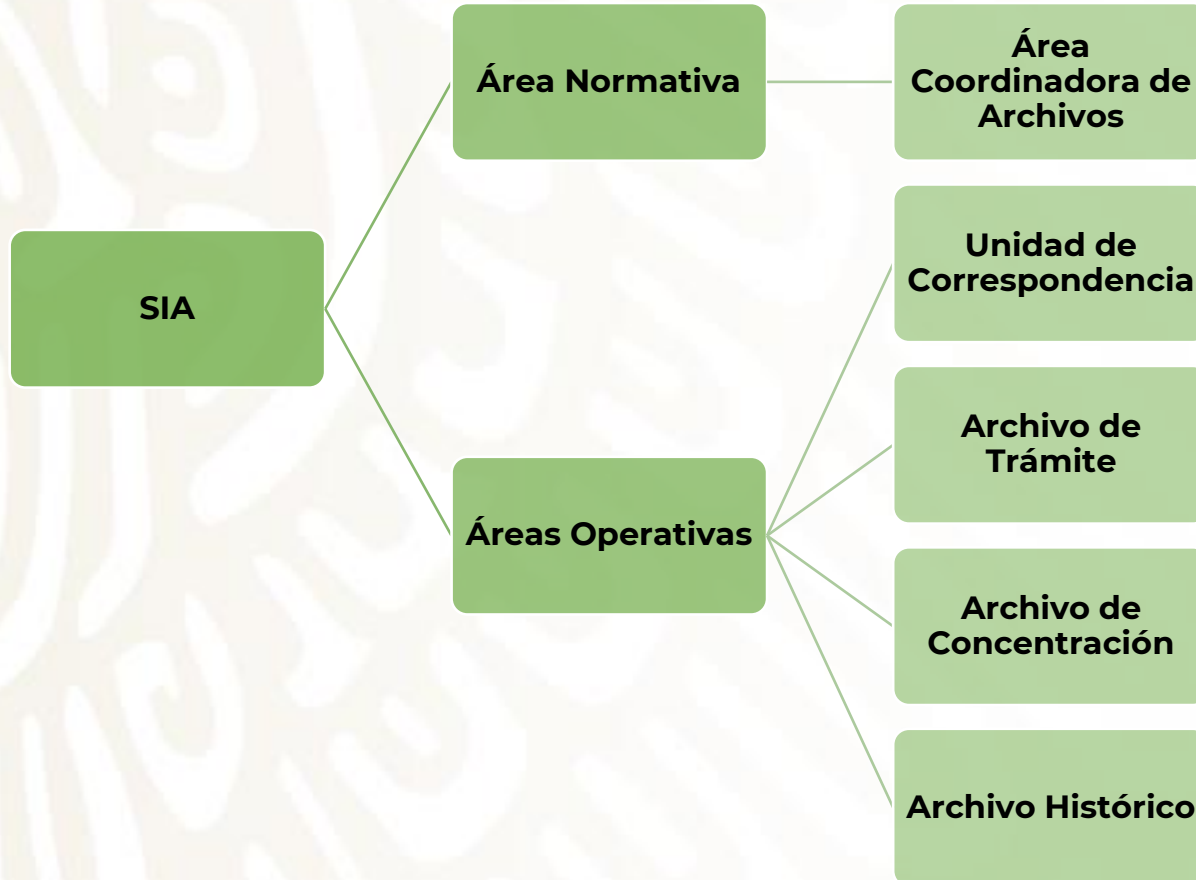 SIA
Área Normativa
Área
Coordinadora de
Archivos
Áreas Operativas
Unidad de
Correspondencia
Archivo de
Trámite
Archivo de
Concentración
Archivo Histórico